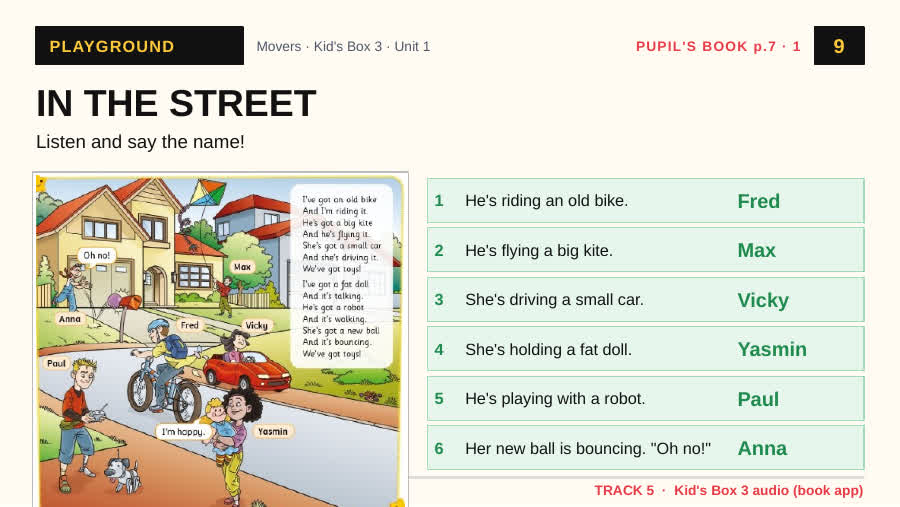 PLAYGROUND
Movers · Kid's Box 3 · Unit 1
PUPIL'S BOOK p.7 · 1
9
IN THE STREET
Listen and say the name!
I've got an old bike
And I'm riding it.
He's got a big kite
And he's flying it.
She's got a small car
And she's driving it.
We've got toys!
I've got a fat doll
And it's talking.
He's got a robot
And it's walking.
She's got a new ball
And it's bouncing.
We've got toys!
Oh no!
Max
Anna
Fred
Vicky
Paul
I'm happy.
Yasmin
1 He's riding an old bike. Fred
2 He's flying a big kite. Max
3 She's driving a small car. Vicky
4 She's holding a fat doll. Yasmin
5 He's playing with a robot. Paul
6 Her new ball is bouncing. "Oh no!" Anna
TRACK 5 · Kid's Box 3 audio (book app)